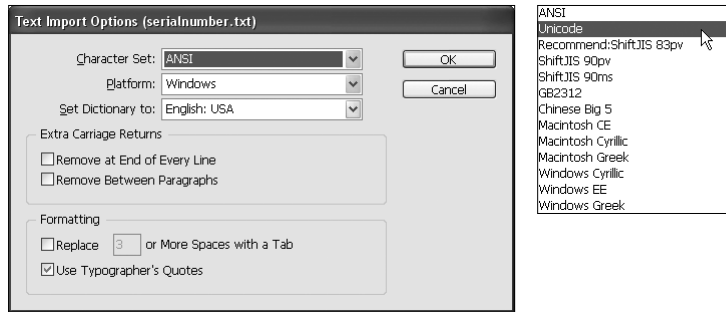 Text Import Options (serialnumber.txt)
Character Set: ANSI
OK
Platform: Windows
Cancel
Set Dictionary to: English: USA
Extra Carriage Returns
Remove at End of Every Line
Remove Between Paragraphs
Formatting
Replace 3 or More Spaces with a Tab
Use Typographer's Quotes
ANSI
Unicode
Recommend:ShiftJIS 83pv
ShiftJIS 90pv
ShiftJIS 90ms
GB2312
Chinese Big 5
Macintosh CE
Macintosh Cyrillic
Macintosh Greek
Windows Cyrillic
Windows EE
Windows Greek